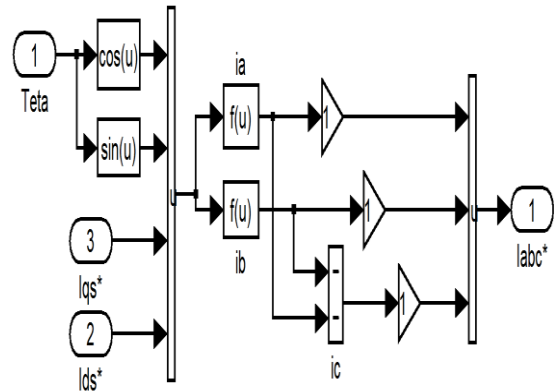 1
Teta
cos(u)
sin(u)
3
Iqs*
2
Ids*
u
ia
f(u)
f(u)
ib
1
1
1
-
-
ic
u
1
Iabc*